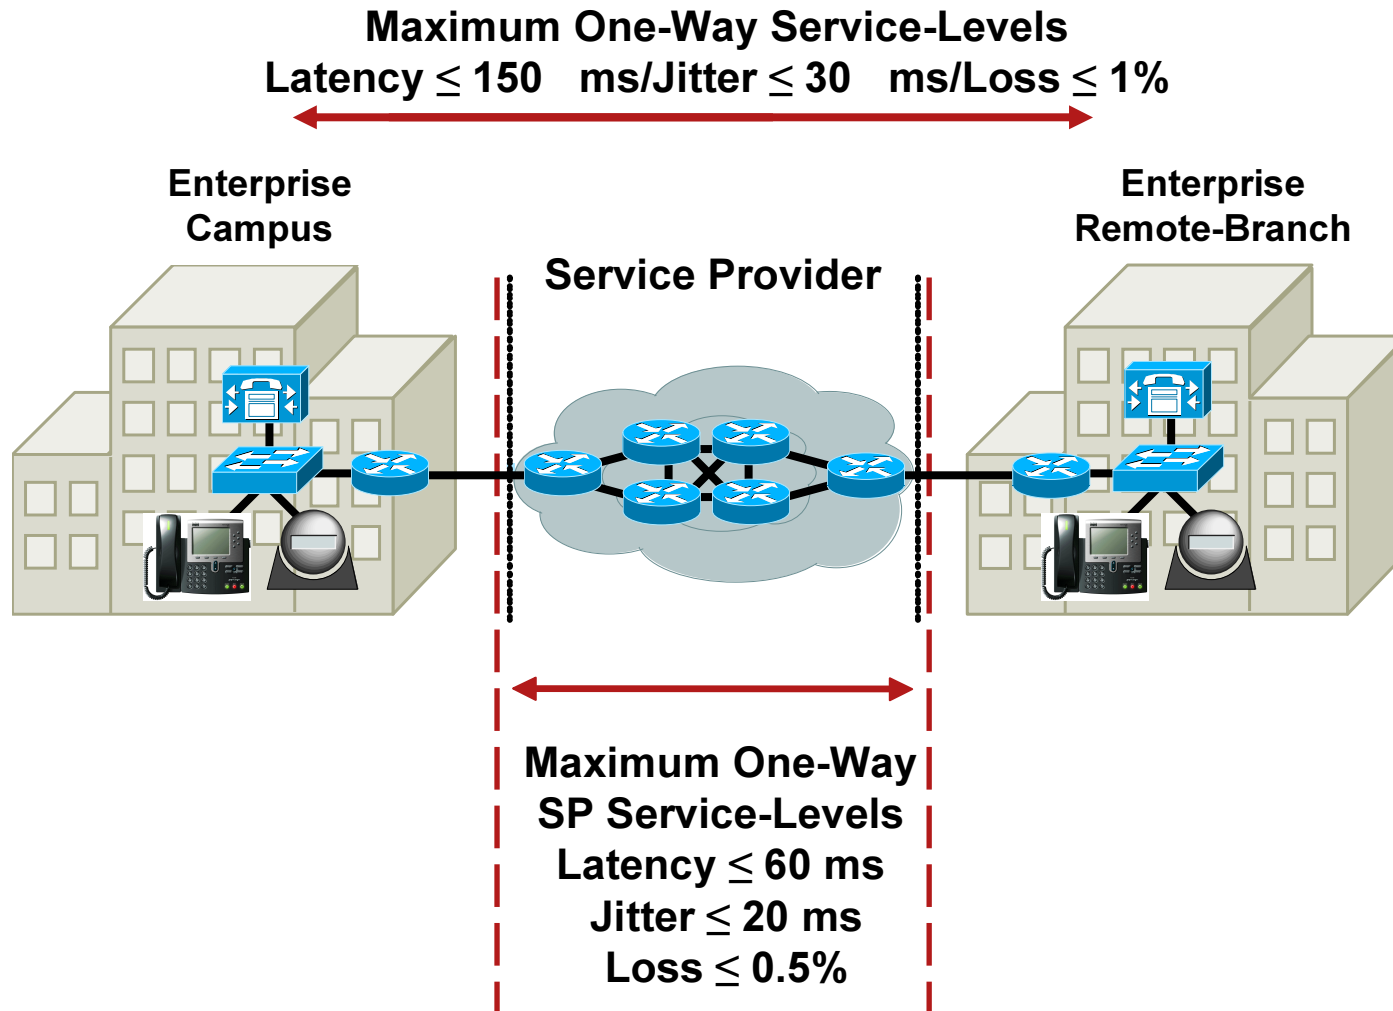 Maximum One-Way Service-Levels
Latency ≤ 150 ms/Jitter ≤ 30 ms/Loss ≤ 1%
Enterprise
Campus
Enterprise
Remote-Branch
Service Provider
Maximum One-Way
SP Service-Levels
Latency ≤ 60 ms
Jitter ≤ 20 ms
Loss ≤ 0.5%